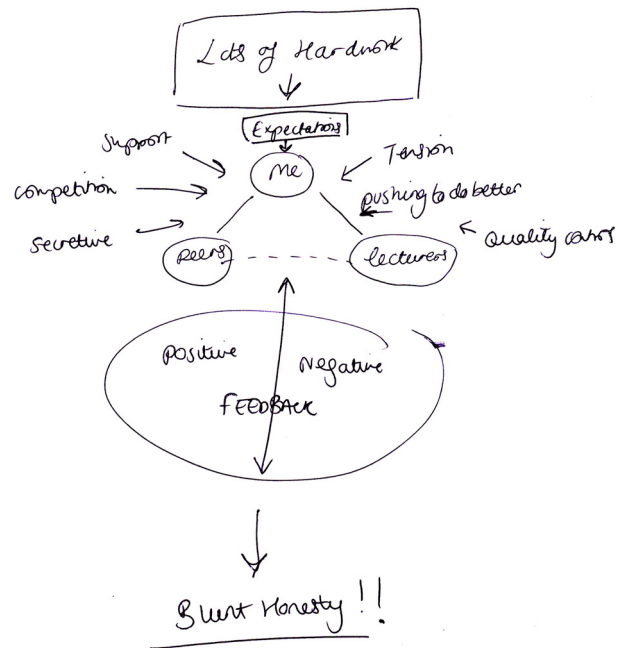 Lots of Hardwork
Expectations
Support
Me
Tension
competition
pushing to do better
Secretive
Quality
peers
lecturers
positive
Negative
FEEDBACK
Blunt Honesty!!